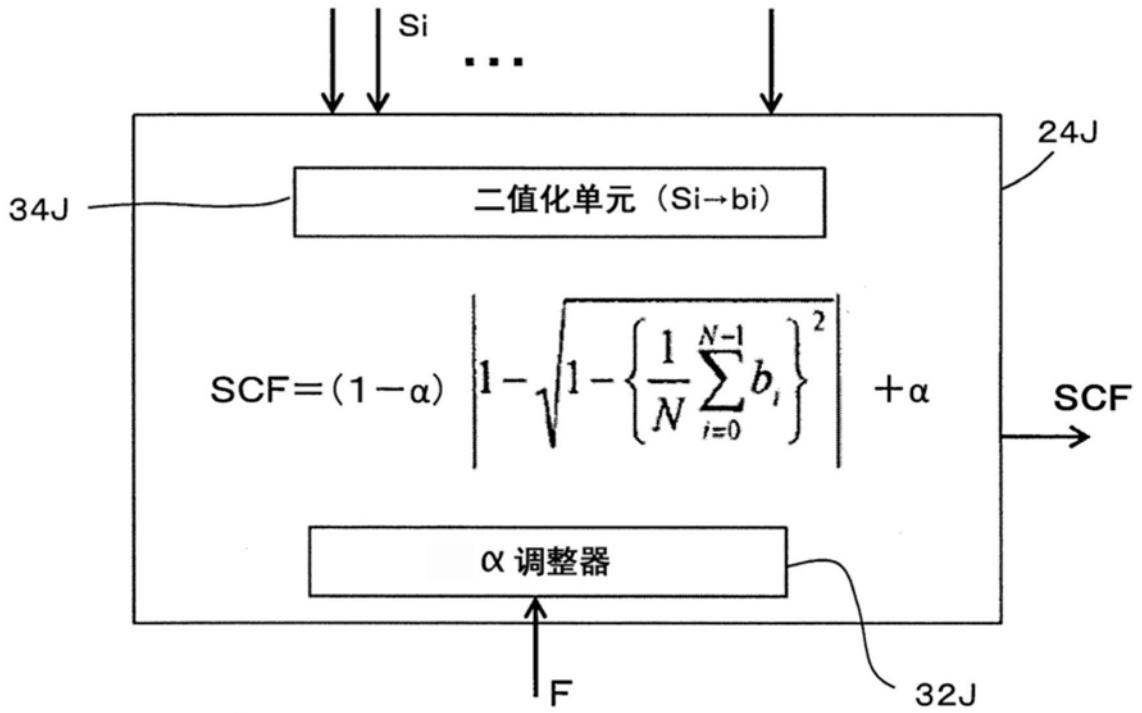 Si
...
24J
34J
二值化单元（Si→bi）
SCF=(1-α) |1-√(1-{1/N ∑_{i=0}^{N-1} b_i}^2)| +α
SCF
α 调整器
F
32J